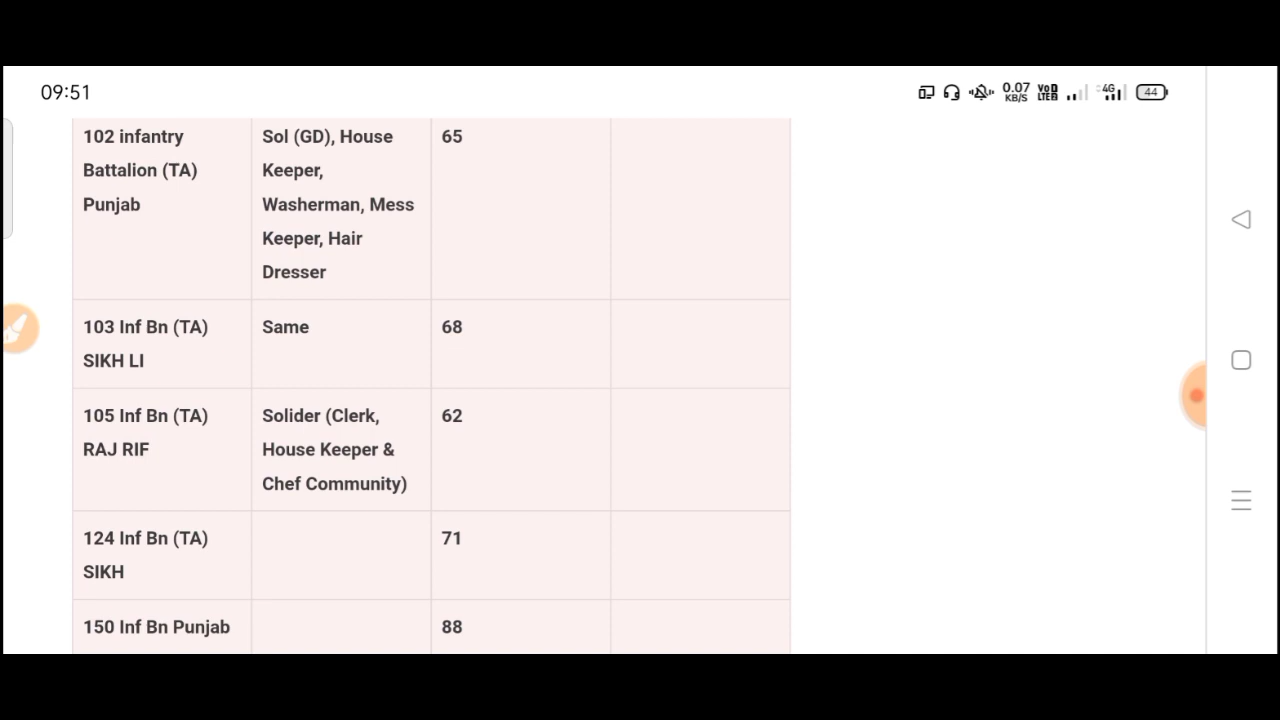 09:51
0.07
KB/S
VoD
LTE2
4G
44
102 infantry
Battalion (TA)
Punjab
Sol (GD), House
Keeper,
Washerman, Mess
Keeper, Hair
Dresser
65
103 Inf Bn (TA)
SIKH LI
Same
68
105 Inf Bn (TA)
RAJ RIF
Solider (Clerk,
House Keeper &
Chef Community)
62
124 Inf Bn (TA)
SIKH
71
150 Inf Bn Punjab
88